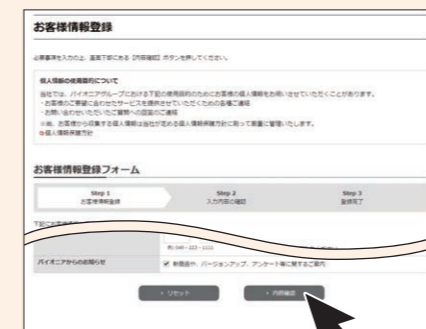 お客様情報登録
必要事項を入力の上、画面下部にある【内容確認】ボタンを押してください。
個人情報の使用目的について
当社では、パイオニアグループにおける下記の使用目的のためにお客様の個人情報をお伺いさせていただくことがあります。
・お客様のご要望に合わせたサービスを提供させていただくための各種ご連絡
・お問い合わせいただいたご質問への回答のご連絡
※尚、お客様から収集する個人情報は当社が定める個人情報保護方針に則って厳重に管理いたします。
個人情報保護方針
お客様情報登録フォーム
Step 1
お客様情報登録
Step 2
入力内容の確認
Step 3
登録完了
例) 049-223-1111
パイオニアからのお知らせ
新商品や、バージョンアップ、アンケート等に関するご案内
リセット
内容確認